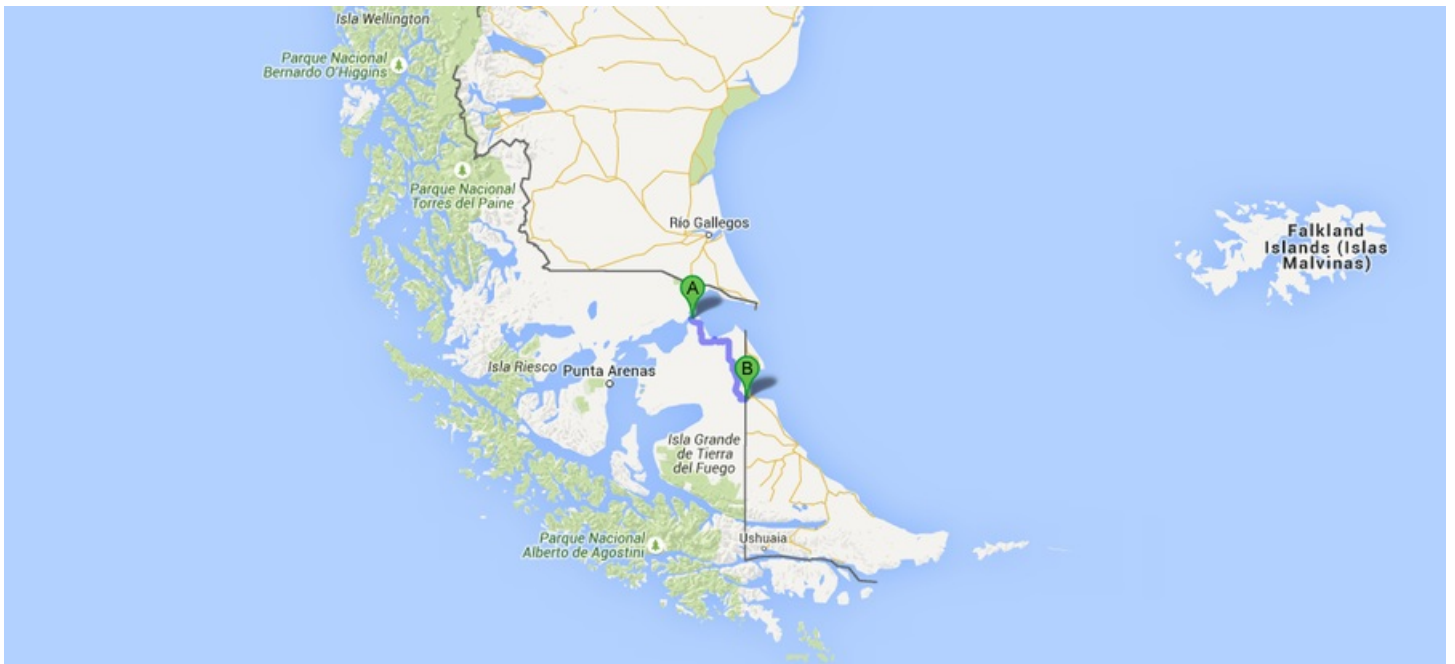 Isla Wellington
Parque Nacional
Bernardo O'Higgins
Parque Nacional
Torres del Paine
Río Gallegos
Falkland
Islands (Islas
Malvinas)
A
B
Isla Riesco
Punta Arenas
Isla Grande
de Tierra
del Fuego
Parque Nacional
Alberto de Agostini
Ushuaia